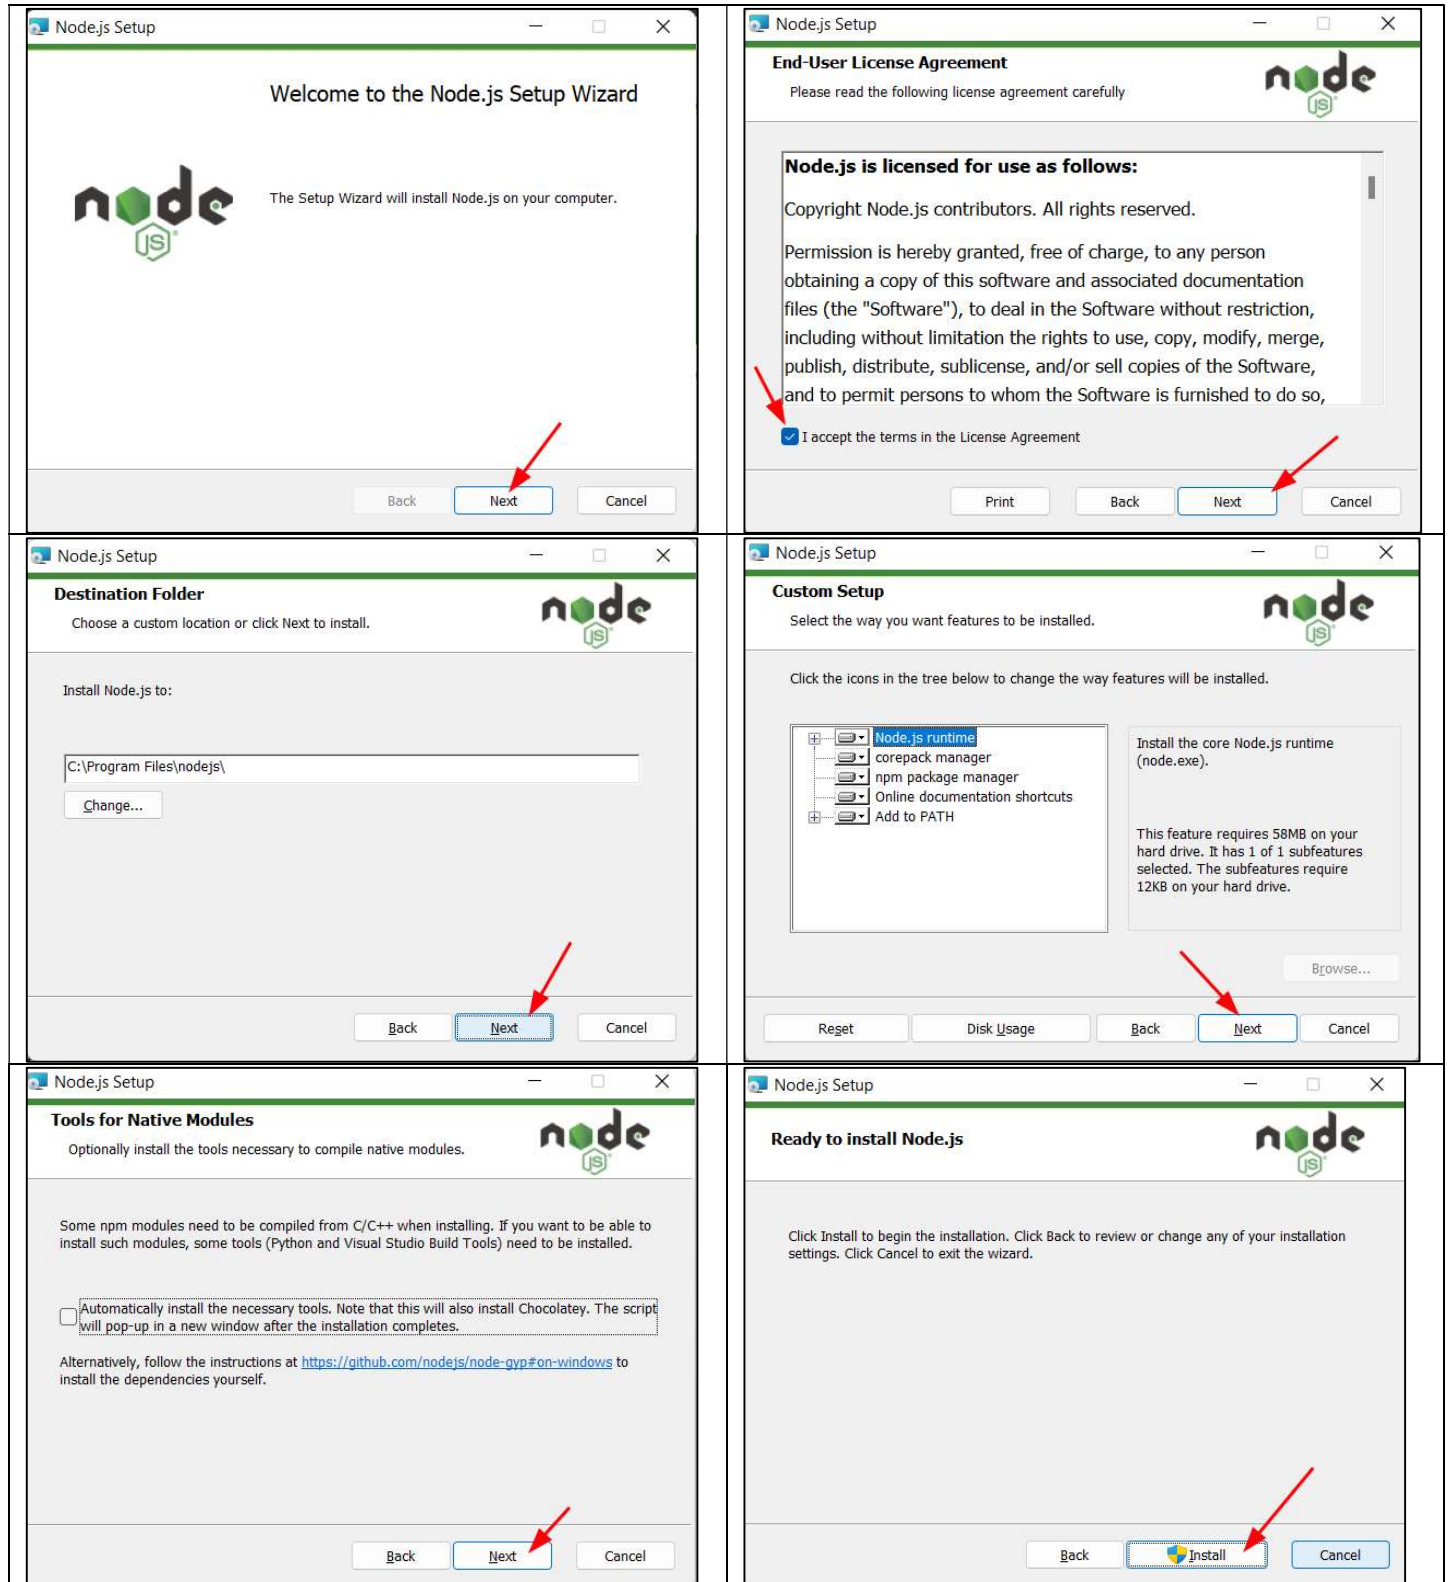 Node.js Setup
Welcome to the Node.js Setup Wizard
node
JS
The Setup Wizard will install Node.js on your computer.
Back
Next
Cancel
Node.js Setup
End-User License Agreement
Please read the following license agreement carefully
node
JS
Node.js is licensed for use as follows:
Copyright Node.js contributors. All rights reserved.
Permission is hereby granted, free of charge, to any person
obtaining a copy of this software and associated documentation
files (the "Software"), to deal in the Software without restriction,
including without limitation the rights to use, copy, modify, merge,
publish, distribute, sublicense, and/or sell copies of the Software,
and to permit persons to whom the Software is furnished to do so,
I accept the terms in the License Agreement
Print
Back
Next
Cancel
Node.js Setup
Destination Folder
Choose a custom location or click Next to install.
node
JS
Install Node.js to:
C:\Program Files\nodejs\
Change...
Back
Next
Cancel
Node.js Setup
Custom Setup
Select the way you want features to be installed.
node
JS
Click the icons in the tree below to change the way features will be installed.
Node.js runtime
corepack manager
npm package manager
Online documentation shortcuts
Add to PATH
Install the core Node.js runtime
(node.exe).
This feature requires 58MB on your
hard drive. It has 1 of 1 subfeatures
selected. The subfeatures require
12KB on your hard drive.
Browse...
Reset
Disk Usage
Back
Next
Cancel
Node.js Setup
Tools for Native Modules
Optionally install the tools necessary to compile native modules.
node
JS
Some npm modules need to be compiled from C/C++ when installing. If you want to be able to
install such modules, some tools (Python and Visual Studio Build Tools) need to be installed.
Automatically install the necessary tools. Note that this will also install Chocolatey. The script
will pop-up in a new window after the installation completes.
Alternatively, follow the instructions at https://github.com/nodejs/node-gyp#on-windows to
install the dependencies yourself.
Back
Next
Cancel
Node.js Setup
Ready to install Node.js
node
JS
Click Install to begin the installation. Click Back to review or change any of your installation
settings. Click Cancel to exit the wizard.
Back
Install
Cancel